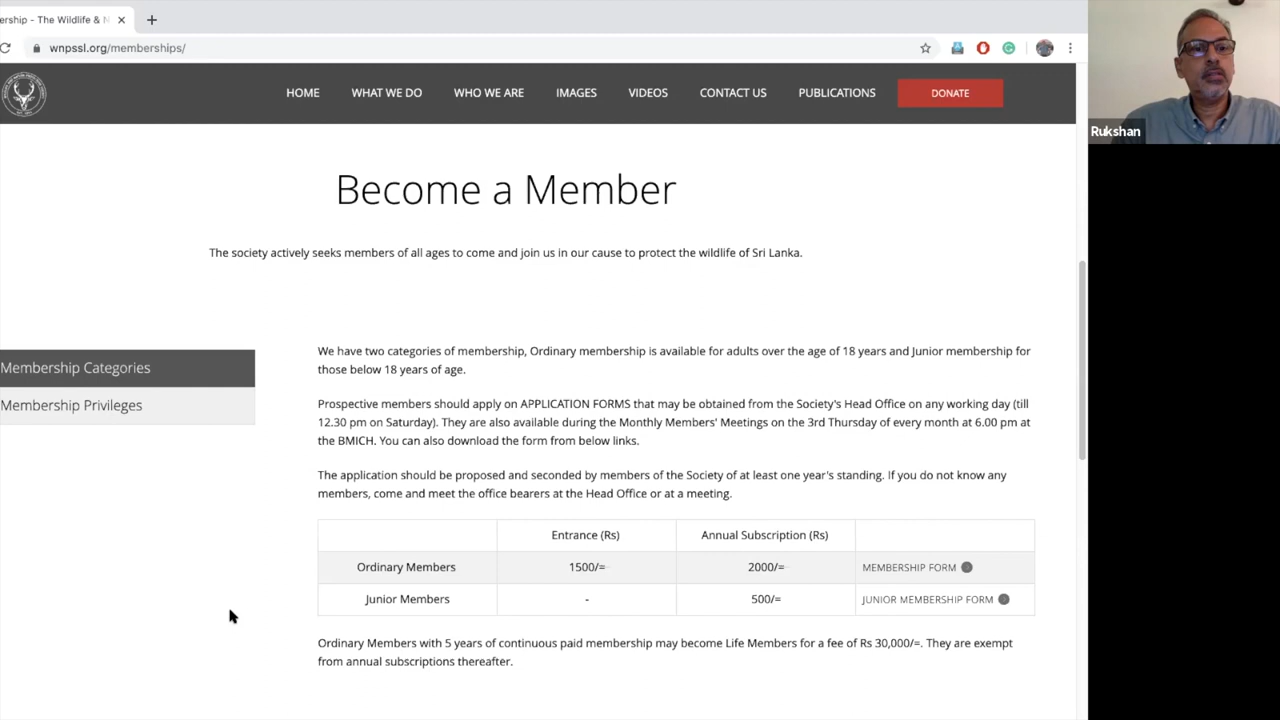 ership - The Wildlife & N
wnpssl.org/memberships/
HOME WHAT WE DO WHO WE ARE IMAGES VIDEOS CONTACT US PUBLICATIONS DONATE
Rukshan
Become a Member
The society actively seeks members of all ages to come and join us in our cause to protect the wildlife of Sri Lanka.
Membership Categories
Membership Privileges
We have two categories of membership, Ordinary membership is available for adults over the age of 18 years and Junior membership for
those below 18 years of age.
Prospective members should apply on APPLICATION FORMS that may be obtained from the Society's Head Office on any working day (till
12.30 pm on Saturday). They are also available during the Monthly Members' Meetings on the 3rd Thursday of every month at 6.00 pm at
the BMICH. You can also download the form from below links.
The application should be proposed and seconded by members of the Society of at least one year's standing. If you do not know any
members, come and meet the office bearers at the Head Office or at a meeting.
Entrance (Rs) Annual Subscription (Rs)
Ordinary Members 1500/= 2000/= MEMBERSHIP FORM
Junior Members - 500/= JUNIOR MEMBERSHIP FORM
Ordinary Members with 5 years of continuous paid membership may become Life Members for a fee of Rs 30,000/=. They are exempt
from annual subscriptions thereafter.